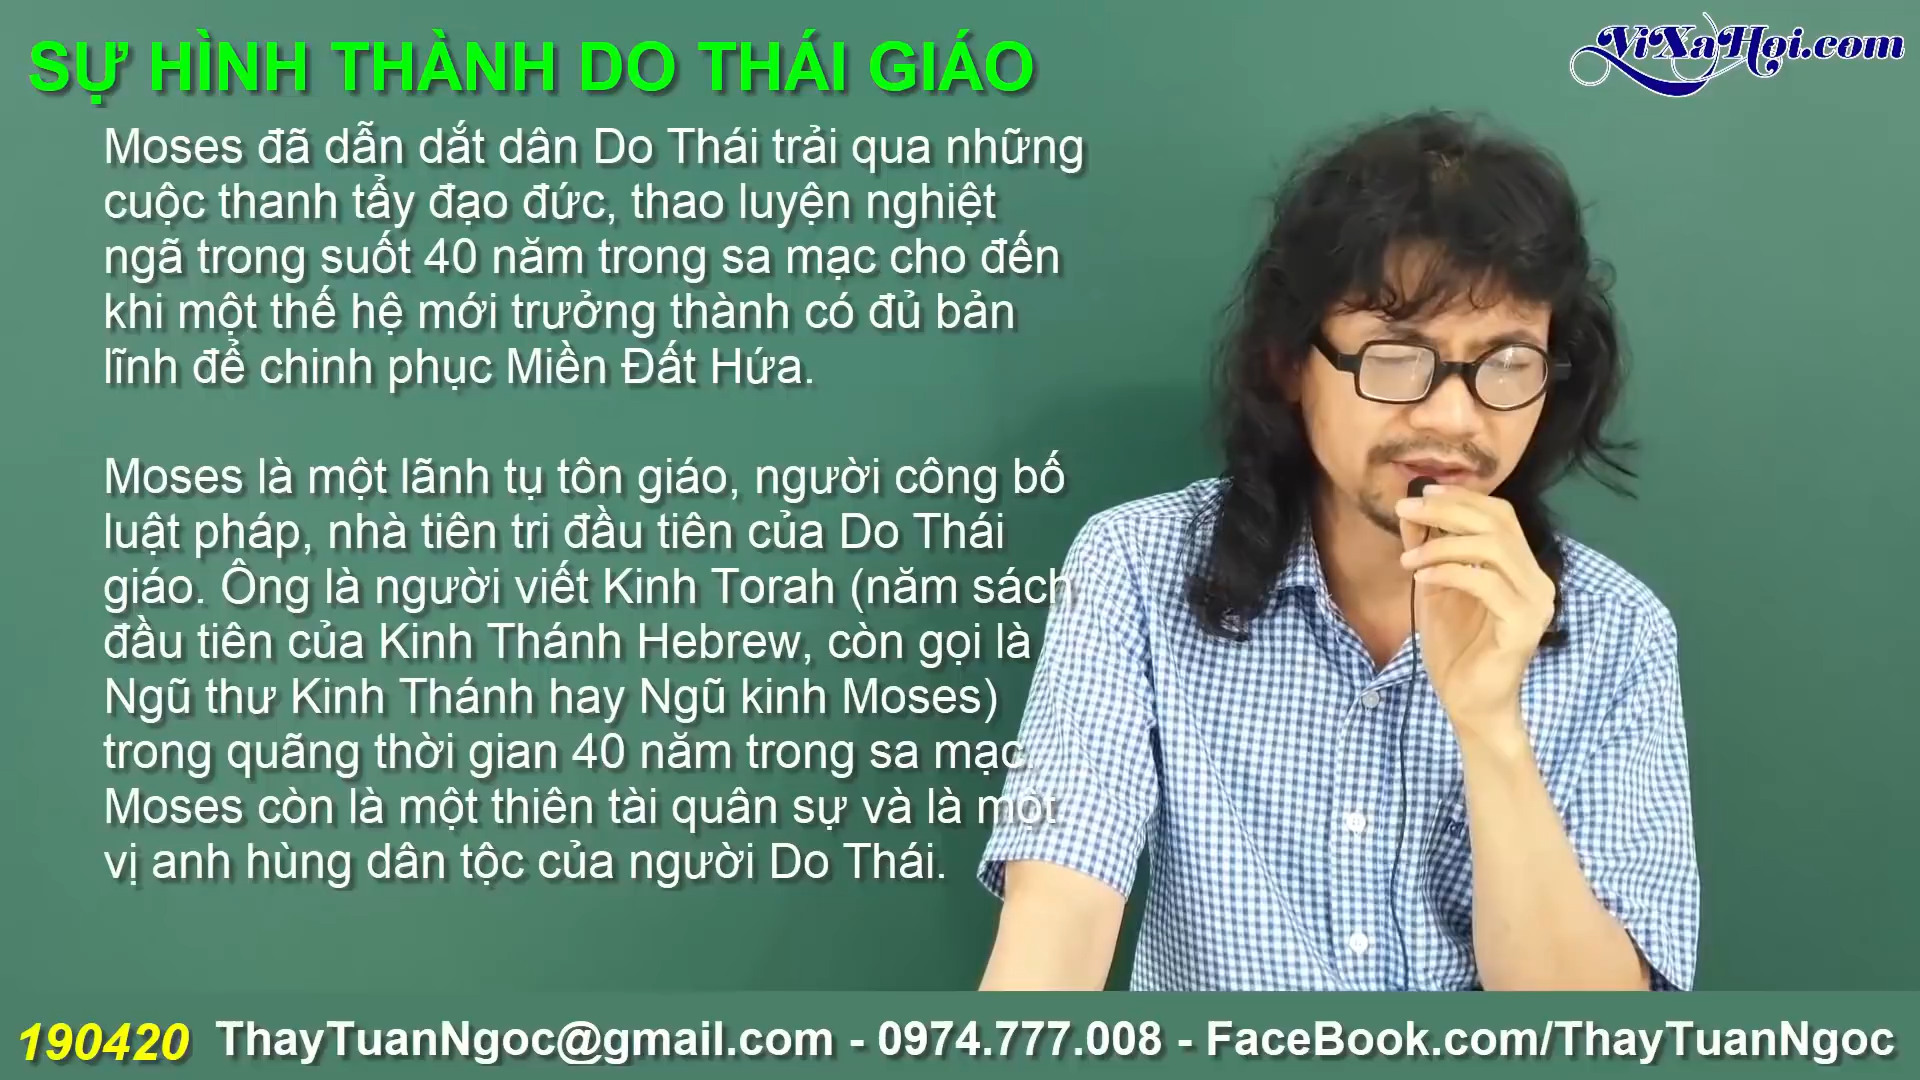 SỰ HÌNH THÀNH DO THÁI GIÁO
ViXaHoi.com
Moses đã dẫn dắt dân Do Thái trải qua những
cuộc thanh tẩy đạo đức, thao luyện nghiệt
ngã trong suốt 40 năm trong sa mạc cho đến
khi một thế hệ mới trưởng thành có đủ bản
lĩnh để chinh phục Miền Đất Hứa.
Moses là một lãnh tụ tôn giáo, người công bố
luật pháp, nhà tiên tri đầu tiên của Do Thái
giáo. Ông là người viết Kinh Torah (năm sách
đầu tiên của Kinh Thánh Hebrew, còn gọi là
Ngũ thư Kinh Thánh hay Ngũ kinh Moses)
trong quãng thời gian 40 năm trong sa mạc.
Moses còn là một thiên tài quân sự và là một
vị anh hùng dân tộc của người Do Thái.
190420 ThayTuanNgoc@gmail.com - 0974.777.008 - FaceBook.com/ThayTuanNgoc